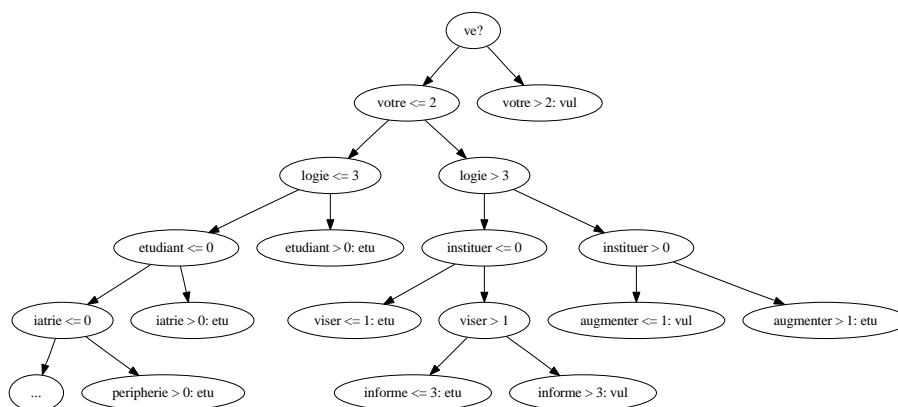 ve?
votre <= 2
votre > 2: vul
logie <= 3
logie > 3
etudiant <= 0
etudiant > 0: etu
instituer <= 0
instituer > 0
iatrie <= 0
iatrie > 0: etu
viser <= 1: etu
viser > 1
augmenter <= 1: vul
augmenter > 1: etu
...
peripherie > 0: etu
informe <= 3: etu
informe > 3: vul